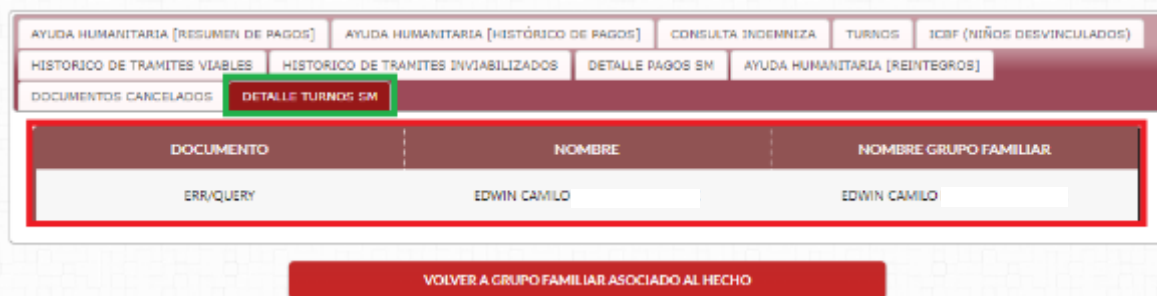 AYUDA HUMANITARIA [RESUMEN DE PAGOS] AYUDA HUMANITARIA [HISTÓRICO DE PAGOS] CONSULTA INDEMNIZA TURNOS ICBF (NIÑOS DESVINCULADOS)
HISTORICO DE TRAMITES VIABLES HISTORICO DE TRAMITES INVIABILIZADOS DETALLE PAGOS SM AYUDA HUMANITARIA [REINTEGROS]
DOCUMENTOS CANCELADOS DETALLE TURNOS SM
DOCUMENTO NOMBRE NOMBRE GRUPO FAMILIAR
ERR/QUERY EDWIN CAMILO EDWIN CAMILO
VOLVER A GRUPO FAMILIAR ASOCIADO AL HECHO